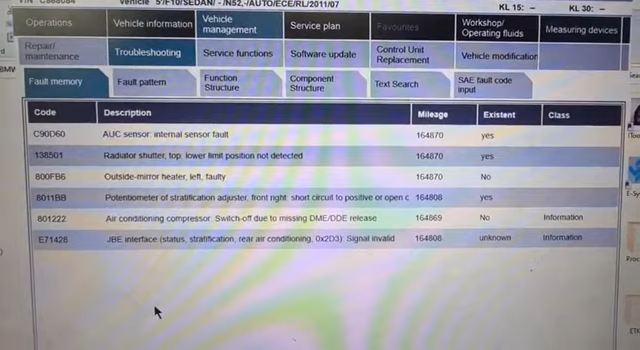 Vehicle 5'/F10/SEDAN/ - /N52,-/AUTO/ECE/RL/2011/07 KL 15: – KL 30: –
Operations Vehicle information Vehicle management Service plan Favourites Workshop/ Operating fluids Measuring devices
Repair/ maintenance Troubleshooting Service functions Software update Control Unit Replacement Vehicle modification
Fault memory Fault pattern Function Structure Component Structure Text Search SAE fault code input
Code Description Mileage Existent Class
C90D60 AUC sensor: internal sensor fault 164870 yes
138501 Radiator shutter, top, lower limit position not detected 164870 yes
800FB6 Outside-mirror heater, left, faulty 164870 No
8011BB Potentiometer of stratification adjuster, front right: short circuit to positive or open c 164808 yes
801222 Air conditioning compressor: Switch-off due to missing DME/DDE release 164869 No Information
E71428 JBE interface (status, stratification, rear air conditioning, 0x2D3): Signal invalid 164808 unknown Information